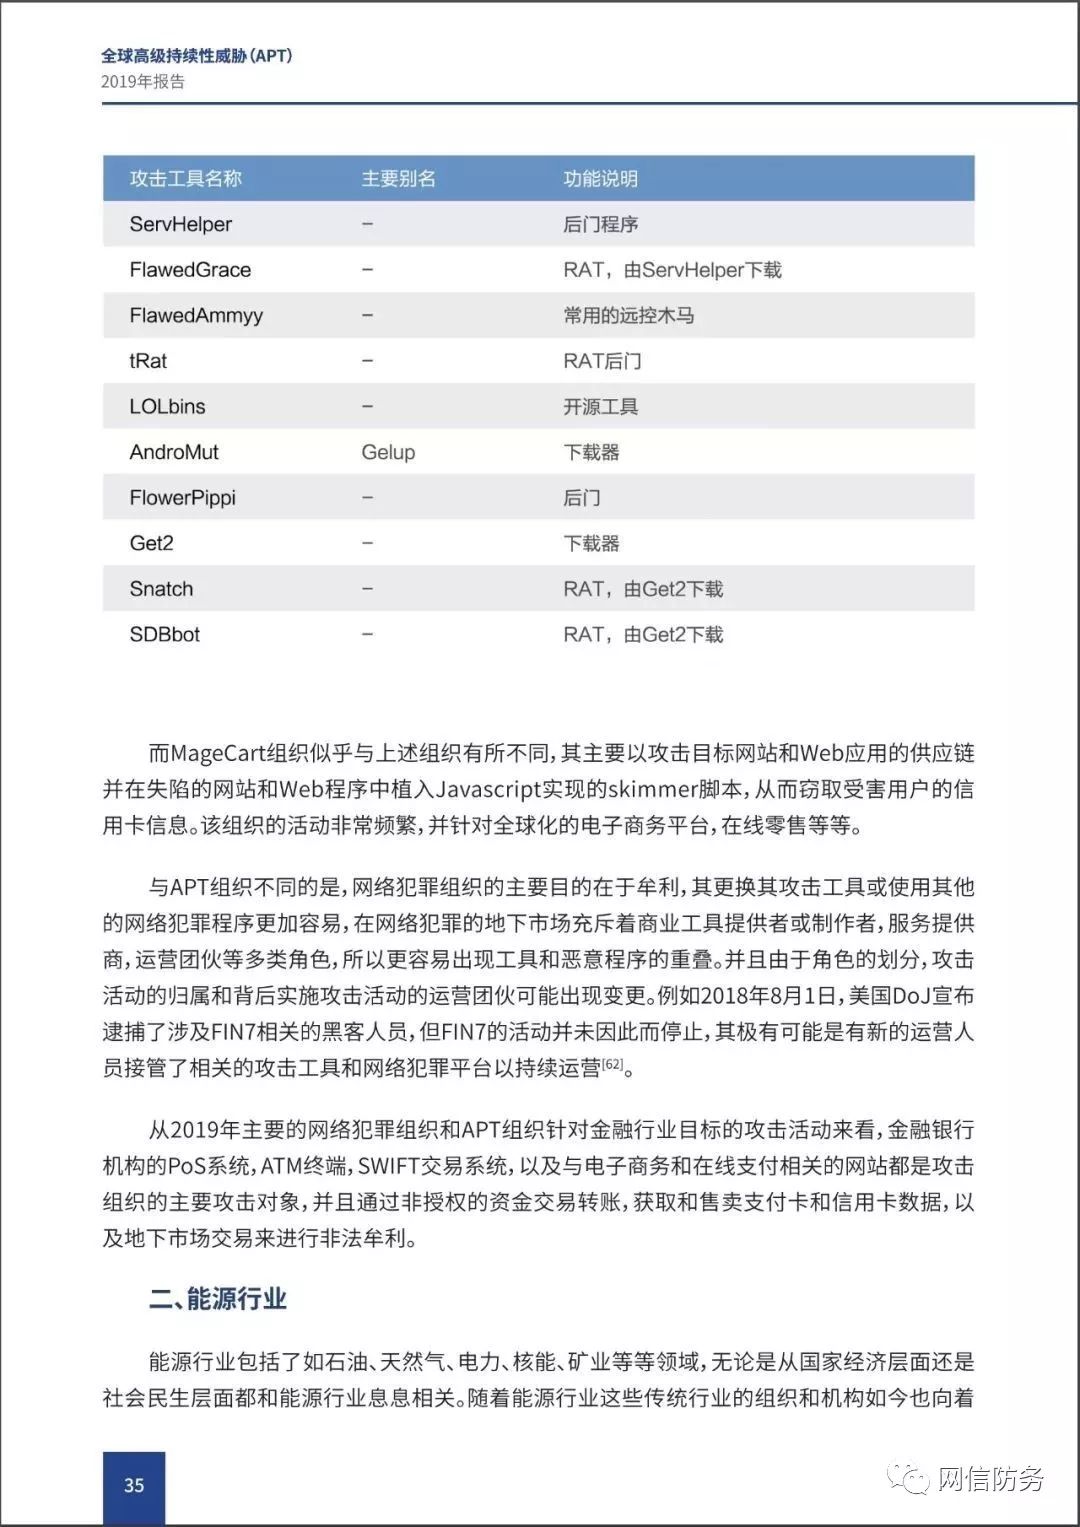 全球高级持续性威胁(APT)
2019年报告
攻击工具名称 主要别名 功能说明
ServHelper – 后门程序
FlawedGrace – RAT，由ServHelper下载
FlawedAmmyy – 常用的远控木马
tRat – RAT后门
LOLbins – 开源工具
AndroMut Gelup 下载器
FlowerPippi – 后门
Get2 – 下载器
Snatch – RAT，由Get2下载
SDBbot – RAT，由Get2下载
而MageCart组织似乎与上述组织有所不同，其主要以攻击目标网站和Web应用的供应链
并在失陷的网站和Web程序中植入Javascript实现的skimmer脚本，从而窃取受害用户的信
用卡信息。该组织的活动非常频繁，并针对全球化的电子商务平台，在线零售等等。
与APT组织不同的是，网络犯罪组织的主要目的在于牟利，其更换其攻击工具或使用其他
的网络犯罪程序更加容易，在网络犯罪的地下市场充斥着商业工具提供者或制作者，服务提供
商，运营团伙等多类角色，所以更容易出现工具和恶意程序的重叠。并且由于角色的划分，攻击
活动的归属和背后实施攻击活动的运营团伙可能出现变更。例如2018年8月1日，美国DoJ宣布
逮捕了涉及FIN7相关的黑客人员，但FIN7的活动并未因此而停止，其极有可能是有新的运营人
员接管了相关的攻击工具和网络犯罪平台以持续运营[62]。
从2019年主要的网络犯罪组织和APT组织针对金融行业目标的攻击活动来看，金融银行
机构的PoS系统，ATM终端，SWIFT交易系统，以及与电子商务和在线支付相关的网站都是攻击
组织的主要攻击对象，并且通过非授权的资金交易转账，获取和售卖支付卡和信用卡数据，以
及地下市场交易来进行非法牟利。
二、能源行业
能源行业包括了如石油、天然气、电力、核能、矿业等等领域，无论是从国家经济层面还是
社会民生层面都和能源行业息息相关。随着能源行业这些传统行业的组织和机构如今也向着
35
网信防务